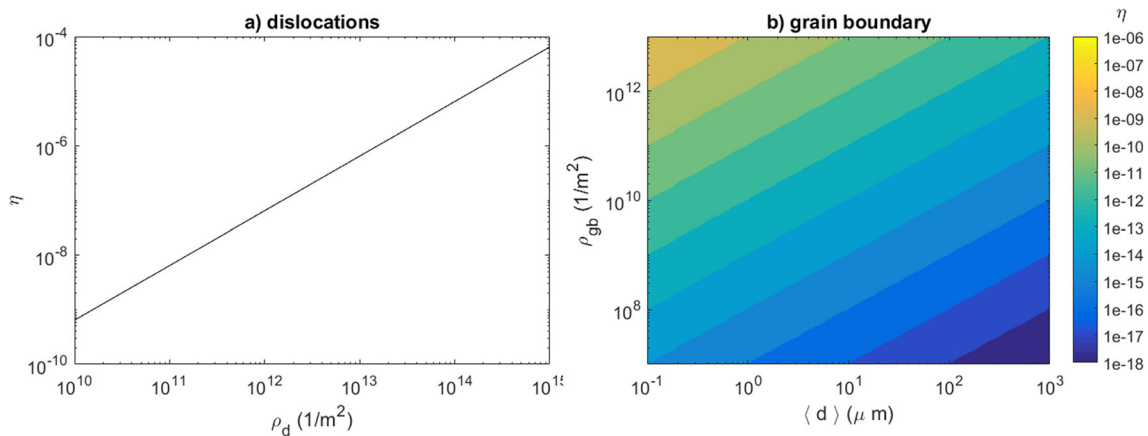 a) dislocations
10^-4
10^-6
10^-8
10^-10
η
10^10
10^11
10^12
10^13
10^14
10^15
ρ_d (1/m^2)
b) grain boundary
10^12
10^10
10^8
ρ_gb (1/m^2)
10^-1
10^0
10^1
10^2
10^3
⟨ d ⟩ (μ m)
η
1e-06
1e-07
1e-08
1e-09
1e-10
1e-11
1e-12
1e-13
1e-14
1e-15
1e-16
1e-17
1e-18